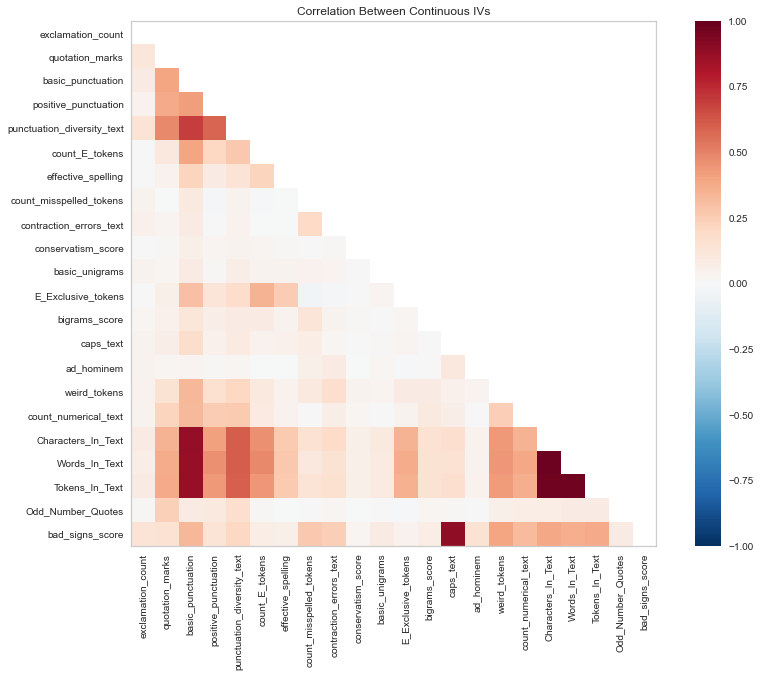 Correlation Between Continuous IVs
exclamation_count
quotation_marks
basic_punctuation
positive_punctuation
punctuation_diversity_text
count_E_tokens
effective_spelling
count_misspelled_tokens
contraction_errors_text
conservatism_score
basic_unigrams
E_Exclusive_tokens
bigrams_score
caps_text
ad_hominem
weird_tokens
count_numerical_text
Characters_In_Text
Words_In_Text
Tokens_In_Text
Odd_Number_Quotes
bad_signs_score
exclamation_count
quotation_marks
basic_punctuation
positive_punctuation
punctuation_diversity_text
count_E_tokens
effective_spelling
count_misspelled_tokens
contraction_errors_text
conservatism_score
basic_unigrams
E_Exclusive_tokens
bigrams_score
caps_text
ad_hominem
weird_tokens
count_numerical_text
Characters_In_Text
Words_In_Text
Tokens_In_Text
Odd_Number_Quotes
bad_signs_score
1.00
0.75
0.50
0.25
0.00
−0.25
−0.50
−0.75
−1.00